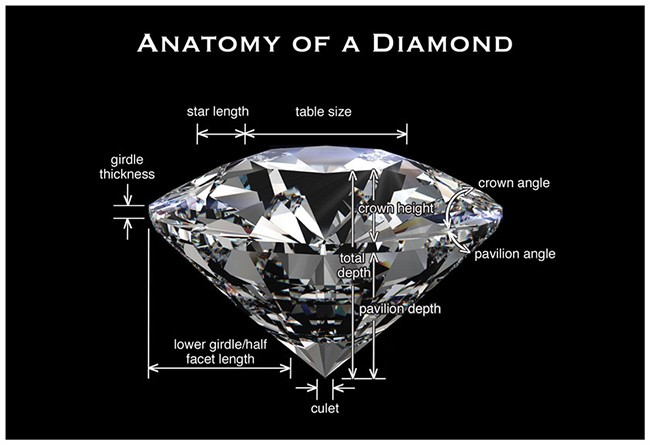 ANATOMY OF A DIAMOND
star length
table size
girdle
thickness
crown angle
crown height
pavilion angle
total
depth
pavilion depth
lower girdle/half
facet length
culet